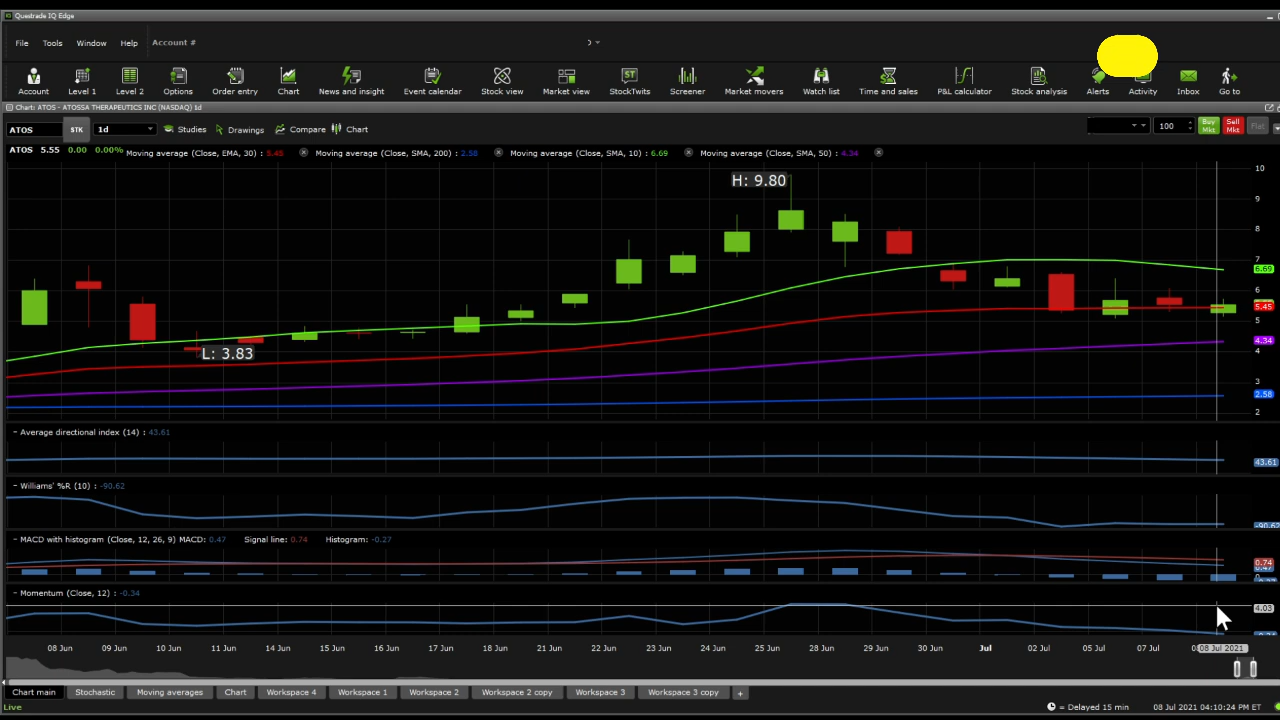 Questrade IQ Edge
File Tools Window Help Account #
Account Level 1 Level 2 Options Order entry Chart News and insight Event calendar Stock view Market view StockTwits Screener Market movers Watch list Time and sales P&L calculator Stock analysis Alerts Activity Inbox Go to
Chart: ATOS - ATOSSA THERAPEUTICS INC (NASDAQ) 1d
ATOS STK 1d Studies Drawings Compare Chart 100 Buy Mkt Sell Mkt Flat
ATOS 5.55 0.00 0.00% Moving average (Close, EMA, 30) : 5.45 Moving average (Close, SMA, 200) : 2.58 Moving average (Close, SMA, 10) : 6.69 Moving average (Close, SMA, 50) : 4.34
10
H: 9.80
9
8
7
6.69
6
5.45
5
4.34
L: 3.83
4
3
2.58
2
− Average directional index (14) : 43.61
43.61
− Williams' %R (10) : -90.62
-90.62
− MACD with histogram (Close, 12, 26, 9) MACD: 0.47 Signal line: 0.74 Histogram: -0.27
0.74
− Momentum (Close, 12) : -0.34
4.03
08 Jun 09 Jun 10 Jun 11 Jun 14 Jun 15 Jun 16 Jun 17 Jun 18 Jun 21 Jun 22 Jun 23 Jun 24 Jun 25 Jun 28 Jun 29 Jun 30 Jun Jul 02 Jul 05 Jul 06 Jul 07 Jul 08 Jul 2021
Chart main Stochastic Moving averages Chart Workspace 4 Workspace 1 Workspace 2 Workspace 2 copy Workspace 3 Workspace 3 copy +
Live = Delayed 15 min 08 Jul 2021 04:10:24 PM ET